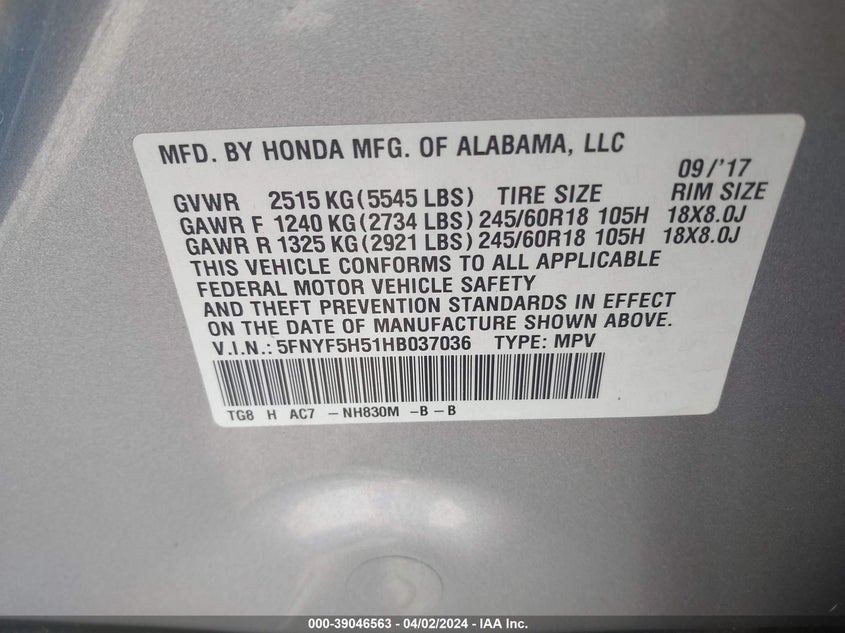 MFD. BY HONDA MFG. OF ALABAMA, LLC
09/'17
GVWR 2515 KG(5545 LBS) TIRE SIZE RIM SIZE
GAWR F 1240 KG(2734 LBS) 245/60R18 105H 18X8.0J
GAWR R 1325 KG(2921 LBS) 245/60R18 105H 18X8.0J
THIS VEHICLE CONFORMS TO ALL APPLICABLE
FEDERAL MOTOR VEHICLE SAFETY
AND THEFT PREVENTION STANDARDS IN EFFECT
ON THE DATE OF MANUFACTURE SHOWN ABOVE.
V.I.N.: 5FNYF5H51HB037036 TYPE: MPV
TG8 H AC7 -NH830M -B-B
000-39046563 - 04/02/2024 - IAA Inc.